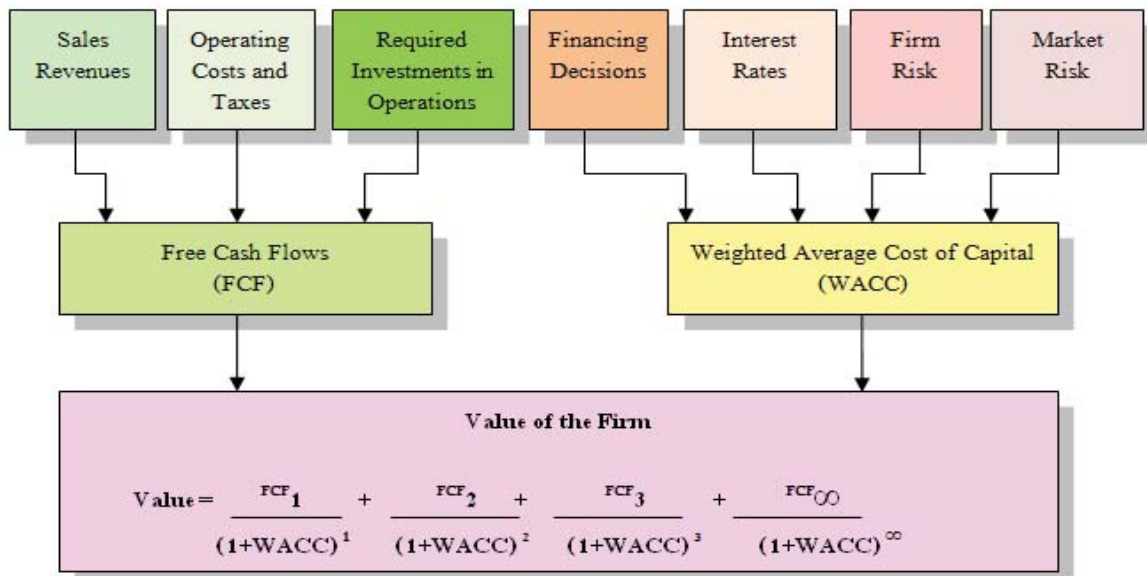 Sales
Revenues
Operating
Costs and
Taxes
Required
Investments in
Operations
Financing
Decisions
Interest
Rates
Firm
Risk
Market
Risk
Free Cash Flows
(FCF)
Weighted Average Cost of Capital
(WACC)
Value of the Firm
Value = FCF1 + FCF2 + FCF3 + FCF∞
(1+WACC)^1 (1+WACC)^2 (1+WACC)^3 (1+WACC)^∞